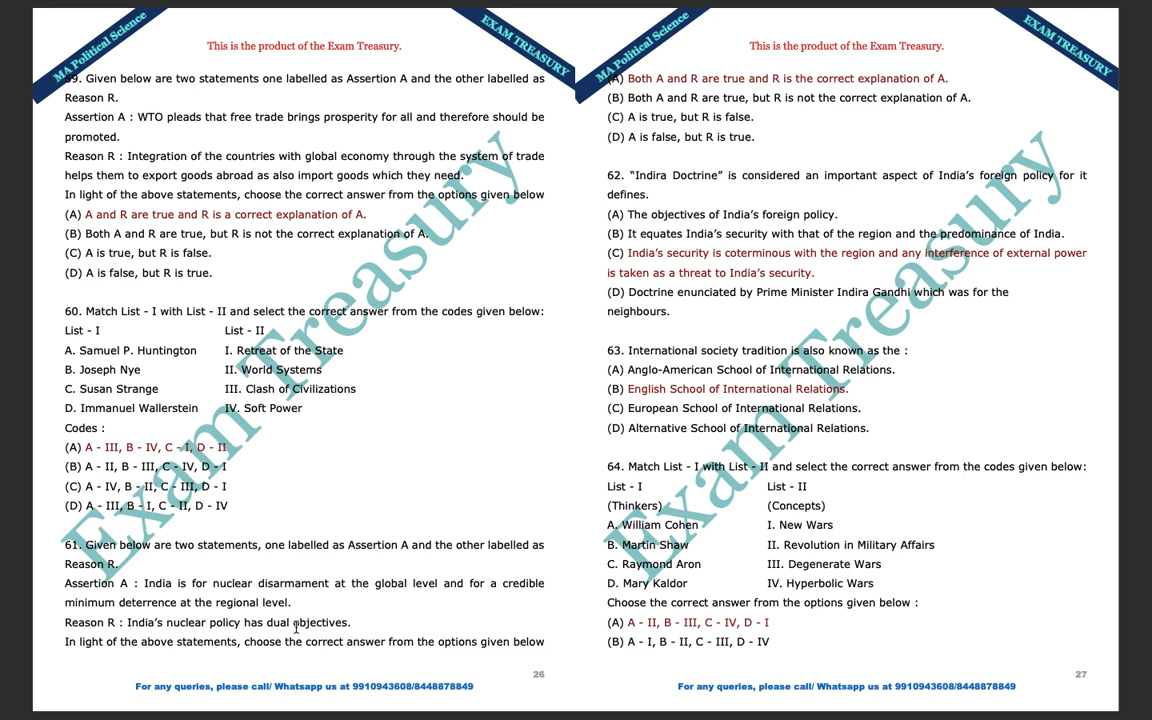 MA Political Science
EXAM TREASURY
This is the product of the Exam Treasury.
59. Given below are two statements one labelled as Assertion A and the other labelled as
Reason R.
Assertion A : WTO pleads that free trade brings prosperity for all and therefore should be
promoted.
Reason R : Integration of the countries with global economy through the system of trade
helps them to export goods abroad as also import goods which they need.
In light of the above statements, choose the correct answer from the options given below
(A) A and R are true and R is a correct explanation of A.
(B) Both A and R are true, but R is not the correct explanation of A.
(C) A is true, but R is false.
(D) A is false, but R is true.
60. Match List - I with List - II and select the correct answer from the codes given below:
List - I List - II
A. Samuel P. Huntington I. Retreat of the State
B. Joseph Nye II. World Systems
C. Susan Strange III. Clash of Civilizations
D. Immanuel Wallerstein IV. Soft Power
Codes :
(A) A - III, B - IV, C - I, D - II
(B) A - II, B - III, C - IV, D - I
(C) A - IV, B - II, C - III, D - I
(D) A - III, B - I, C - II, D - IV
61. Given below are two statements, one labelled as Assertion A and the other labelled as
Reason R.
Assertion A : India is for nuclear disarmament at the global level and for a credible
minimum deterrence at the regional level.
Reason R : India's nuclear policy has dual objectives.
In light of the above statements, choose the correct answer from the options given below
Exam Treasury
26
For any queries, please call/ Whatsapp us at 9910943608/8448878849
MA Political Science
EXAM TREASURY
This is the product of the Exam Treasury.
(A) Both A and R are true and R is the correct explanation of A.
(B) Both A and R are true, but R is not the correct explanation of A.
(C) A is true, but R is false.
(D) A is false, but R is true.
62. “Indira Doctrine” is considered an important aspect of India’s foreign policy for it
defines.
(A) The objectives of India’s foreign policy.
(B) It equates India’s security with that of the region and the predominance of India.
(C) India’s security is coterminous with the region and any interference of external power
is taken as a threat to India’s security.
(D) Doctrine enunciated by Prime Minister Indira Gandhi which was for the
neighbours.
63. International society tradition is also known as the :
(A) Anglo-American School of International Relations.
(B) English School of International Relations.
(C) European School of International Relations.
(D) Alternative School of International Relations.
64. Match List - I with List - II and select the correct answer from the codes given below:
List - I List - II
(Thinkers) (Concepts)
A. William Cohen I. New Wars
B. Martin Shaw II. Revolution in Military Affairs
C. Raymond Aron III. Degenerate Wars
D. Mary Kaldor IV. Hyperbolic Wars
Choose the correct answer from the options given below :
(A) A - II, B - III, C - IV, D - I
(B) A - I, B - II, C - III, D - IV
Exam Treasury
27
For any queries, please call/ Whatsapp us at 9910943608/8448878849